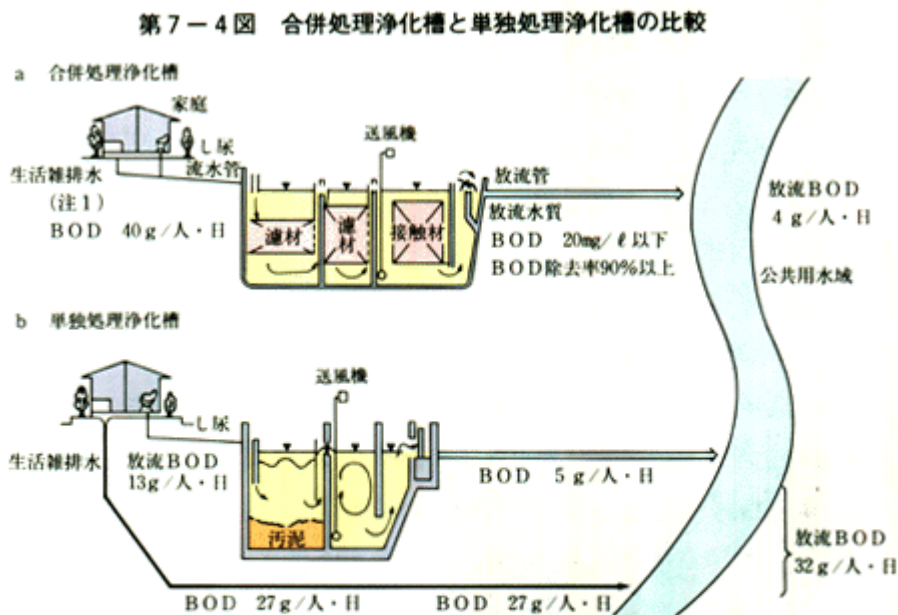 第7－4図　合併処理浄化槽と単独処理浄化槽の比較
a　合併処理浄化槽
家庭
し尿
流水管
生活雑排水
(注1)
BOD　40g/人・日
送風機
濾材
濾材
接触材
放流管
放流水質
BOD　20mg/ℓ以下
BOD除去率90%以上
放流BOD
4g/人・日
公共用水域
b　単独処理浄化槽
送風機
し尿
生活雑排水
放流BOD
13g/人・日
汚泥
BOD　5g/人・日
放流BOD
32g/人・日
BOD　27g/人・日
BOD　27g/人・日